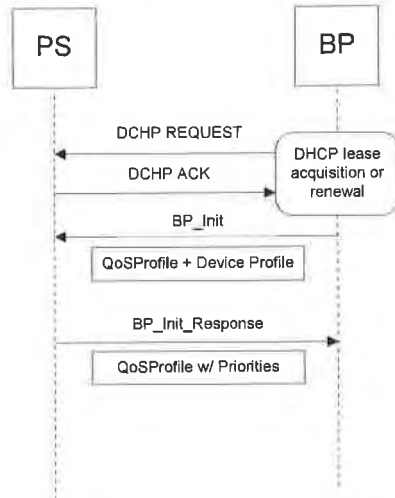 PS
BP
DCHP REQUEST
DHCP lease
acquisition or
renewal
DCHP ACK
BP_Init
QoSProfile + Device Profile
BP_Init_Response
QoSProfile w/ Priorities